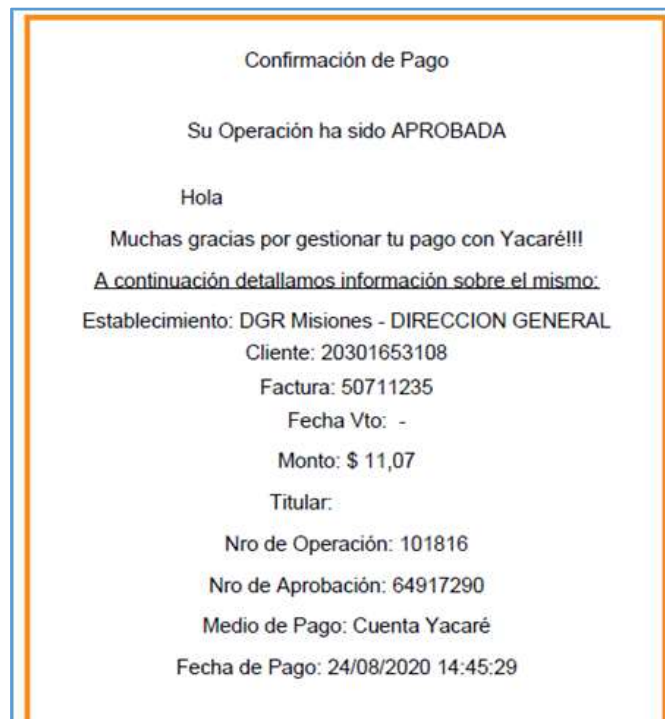 Confirmación de Pago
Su Operación ha sido APROBADA
Hola
Muchas gracias por gestionar tu pago con Yacaré!!!
A continuación detallamos información sobre el mismo:
Establecimiento: DGR Misiones - DIRECCION GENERAL
Cliente: 20301653108
Factura: 50711235
Fecha Vto: -
Monto: $ 11,07
Titular:
Nro de Operación: 101816
Nro de Aprobación: 64917290
Medio de Pago: Cuenta Yacaré
Fecha de Pago: 24/08/2020 14:45:29